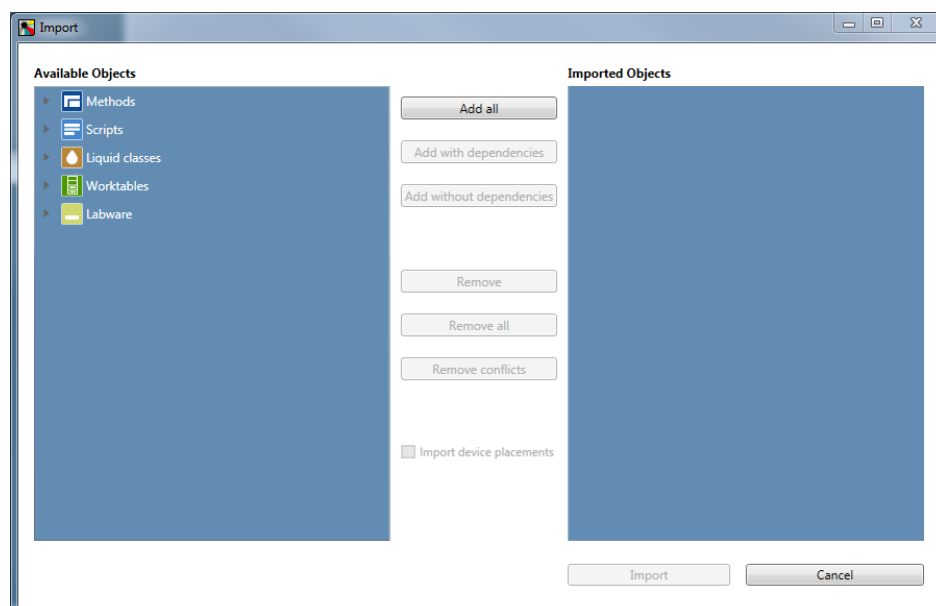 Import
Available Objects
Methods
Scripts
Liquid classes
Worktables
Labware
Add all
Add with dependencies
Add without dependencies
Remove
Remove all
Remove conflicts
Import device placements
Imported Objects
Import
Cancel